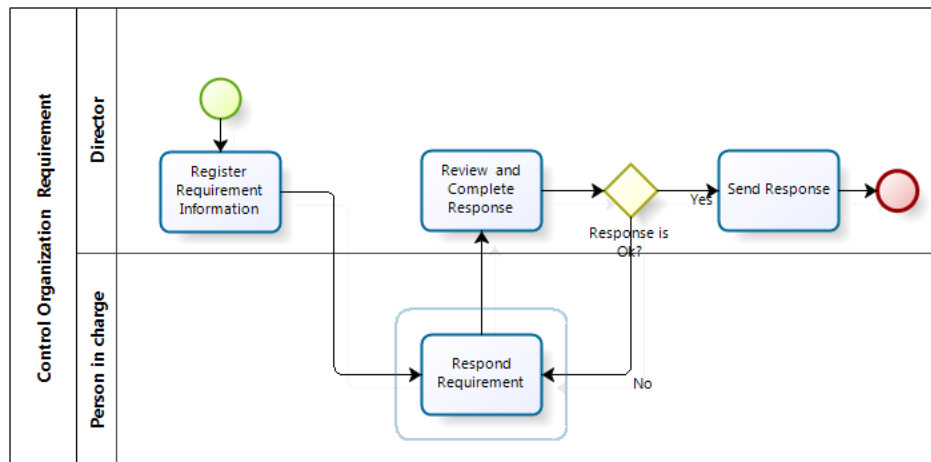 Control Organization Requirement
Director
Register
Requirement
Information
Review and
Complete
Response
Response is
Ok?
Yes
Send Response
Person in charge
Respond
Requirement
No